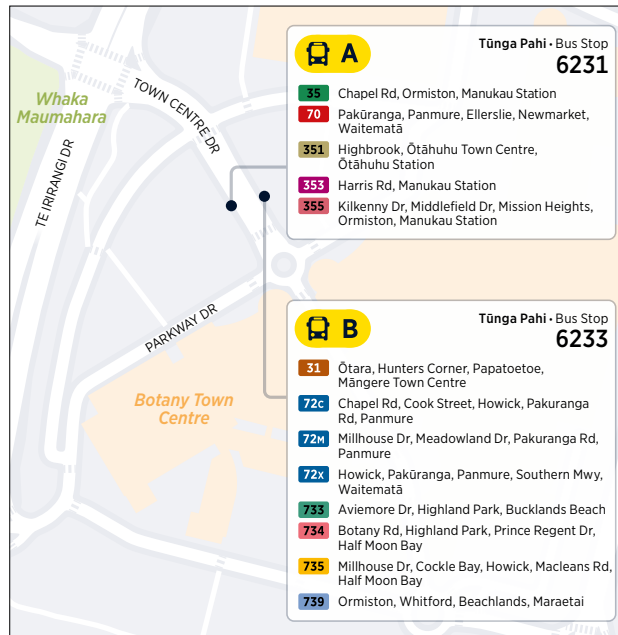 Whaka
Maumahara
TE IRIRANGI DR
TOWN CENTRE DR
PARKWAY DR
Botany Town
Centre
A
Tūnga Pahi • Bus Stop
6231
35 Chapel Rd, Ormiston, Manukau Station
70 Pakūranga, Panmure, Ellerslie, Newmarket,
Waitematā
351 Highbrook, Ōtāhuhu Town Centre,
Ōtāhuhu Station
353 Harris Rd, Manukau Station
355 Kilkenny Dr, Middlefield Dr, Mission Heights,
Ormiston, Manukau Station
B
Tūnga Pahi • Bus Stop
6233
31 Ōtara, Hunters Corner, Papatoetoe,
Māngere Town Centre
72C Chapel Rd, Cook Street, Howick, Pakuranga
Rd, Panmure
72M Millhouse Dr, Meadowland Dr, Pakuranga Rd,
Panmure
72X Howick, Pakūranga, Panmure, Southern Mwy,
Waitematā
733 Aviemore Dr, Highland Park, Bucklands Beach
734 Botany Rd, Highland Park, Prince Regent Dr,
Half Moon Bay
735 Millhouse Dr, Cockle Bay, Howick, Macleans Rd,
Half Moon Bay
739 Ormiston, Whitford, Beachlands, Maraetai